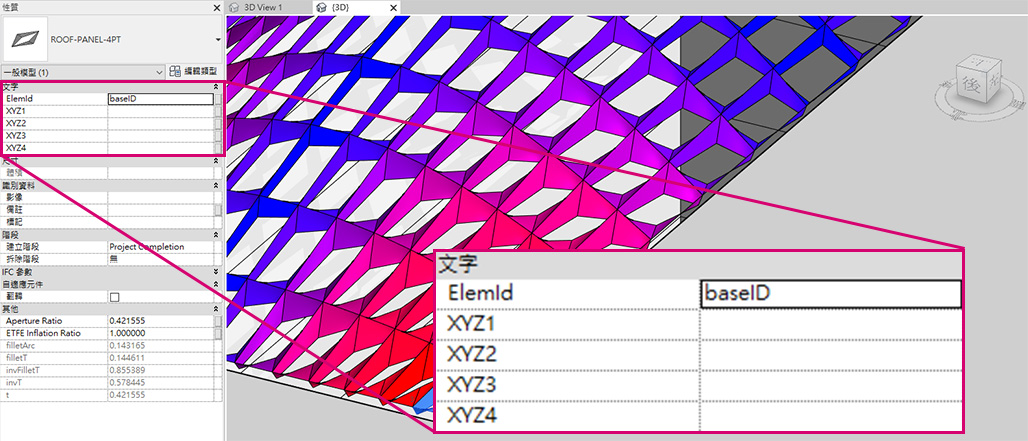 性質
3D View 1
{3D}
ROOF-PANEL-4PT
一般模型 (1)
編輯類型
文字
ElemId baseID
XYZ1
XYZ2
XYZ3
XYZ4
體積
識別資料
影像
備註
標記
階段
建立階段 Project Completion
拆除階段 無
IFC 參數
自適應元件
翻轉
其他
Aperture Ratio 0.421555
ETFE Inflation Ratio 1.000000
filletArc 0.143165
filletT 0.144611
invFilletT 0.855389
invT 0.578445
t 0.421555
後
文字
ElemId baseID
XYZ1
XYZ2
XYZ3
XYZ4